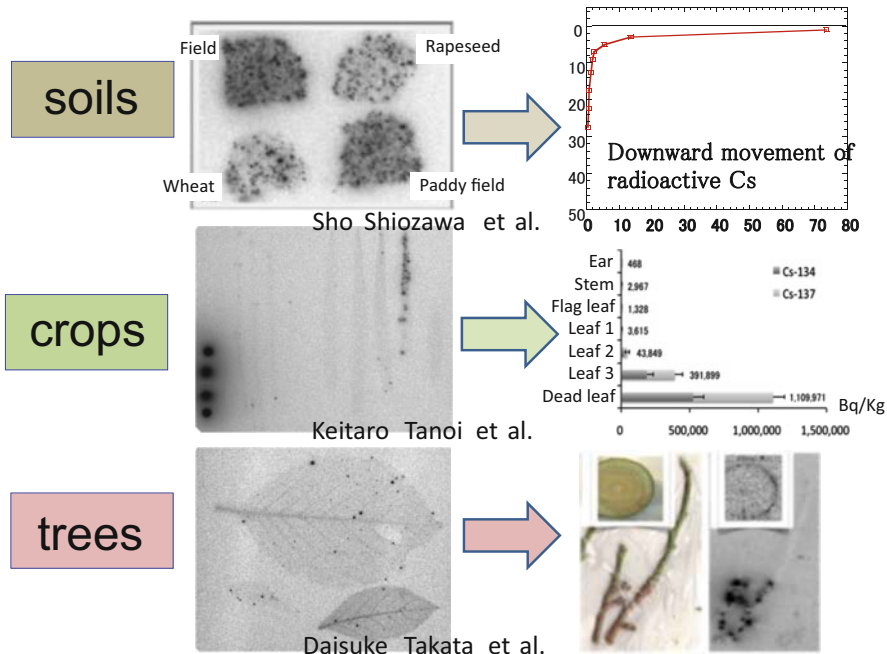 soils
Field
Rapeseed
Wheat
Paddy field
Sho Shiozawa et al.
0
10
20
30
40
50
Downward movement of
radioactive Cs
0 10 20 30 40 50 60 70 80
crops
Keitaro Tanoi et al.
Ear 468
Stem 2,967
Flag leaf 1,328
Leaf 1 3,615
Leaf 2 43,849
Leaf 3 391,899
Dead leaf 1,109,971
Cs-134
Cs-137
Bq/Kg
0 500,000 1,000,000 1,500,000
trees
Daisuke Takata et al.